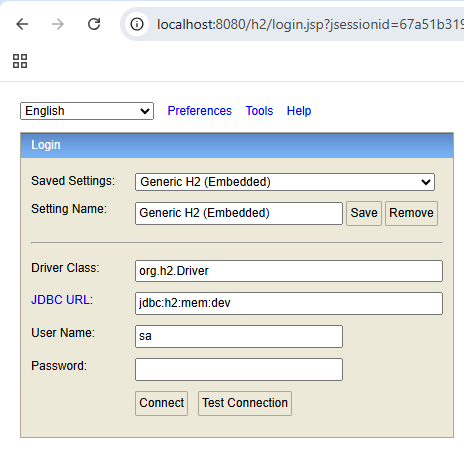 localhost:8080/h2/login.jsp?jsessionid=67a51b319
English Preferences Tools Help
Login
Saved Settings: Generic H2 (Embedded)
Setting Name: Generic H2 (Embedded) Save Remove
Driver Class: org.h2.Driver
JDBC URL: jdbc:h2:mem:dev
User Name: sa
Password:
Connect Test Connection